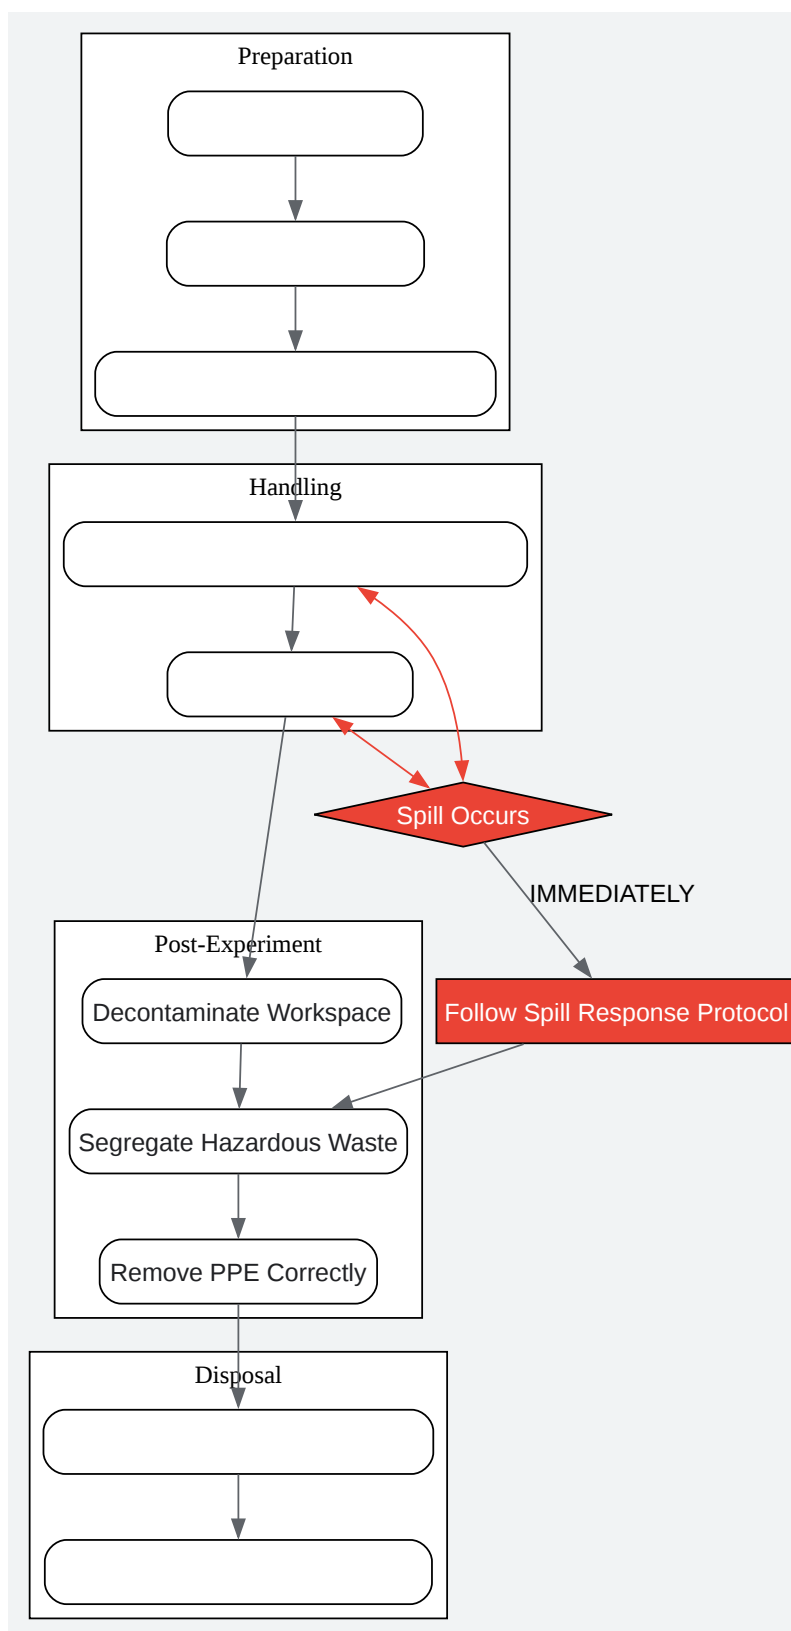 Preparation
Handling
Spill Occurs
IMMEDIATELY
Post-Experiment
Decontaminate Workspace
Follow Spill Response Protocol
Segregate Hazardous Waste
Remove PPE Correctly
Disposal